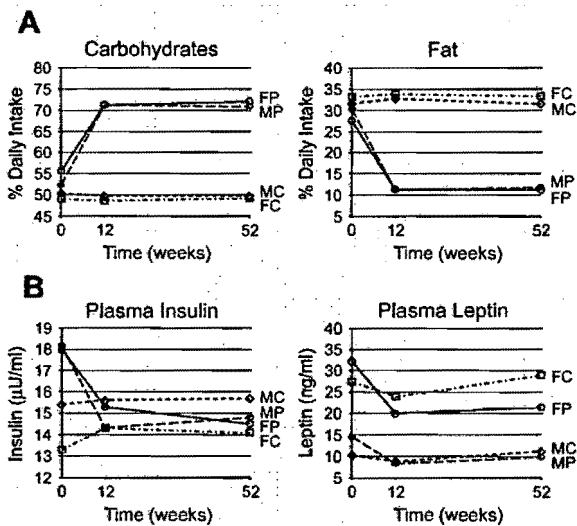 A
Carbohydrates
% Daily Intake
80
75
70
65
60
55
50
45
FP
MP
MC
FC
0 12 52
Time (weeks)
Fat
% Daily Intake
40
35
30
25
20
15
10
5
FC
MC
MP
FP
0 12 52
Time (weeks)
B
Plasma Insulin
Insulin (µU/ml)
19
18
17
16
15
14
13
12
MC
MP
FP
FC
0 12 52
Time (weeks)
Plasma Leptin
Leptin (ng/ml)
40
35
30
25
20
15
10
5
FC
FP
MC
MP
0 12 52
Time (weeks)